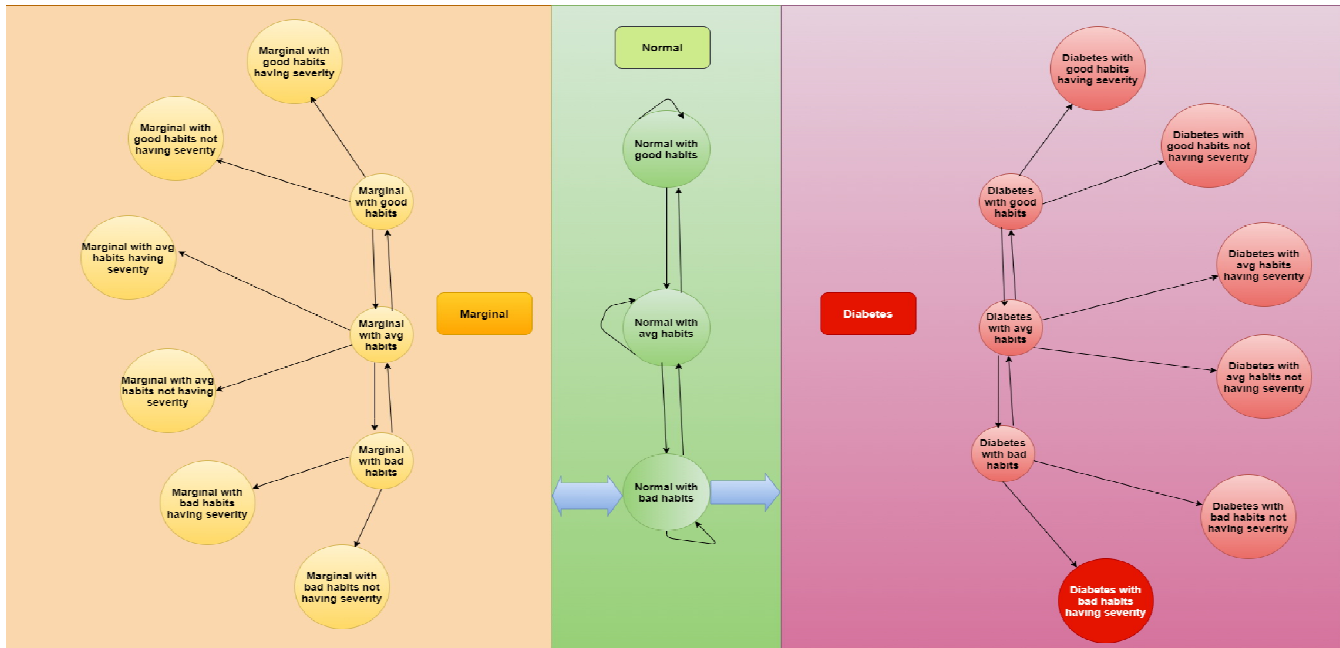 Marginal with
good habits
having severity
Marginal with
good habits not
having severity
Marginal
with good
habits
Marginal with avg
habits having
severity
Marginal
Marginal
with avg
habits
Marginal with avg
habits not having
severity
Marginal
with bad
habits
Marginal with
bad habits
having severity
Marginal with
bad habits not
having severity
Normal
Normal with
good habits
Normal with
avg habits
Normal with
bad habits
Diabetes with
good habits
having severity
Diabetes with
good habits not
having severity
Diabetes
with good
habits
Diabetes with
avg habits
having severity
Diabetes
Diabetes
with avg
habits
Diabetes with
avg habits not
having severity
Diabetes
with bad
habits
Diabetes with
bad habits not
having severity
Diabetes with
bad habits
having severity